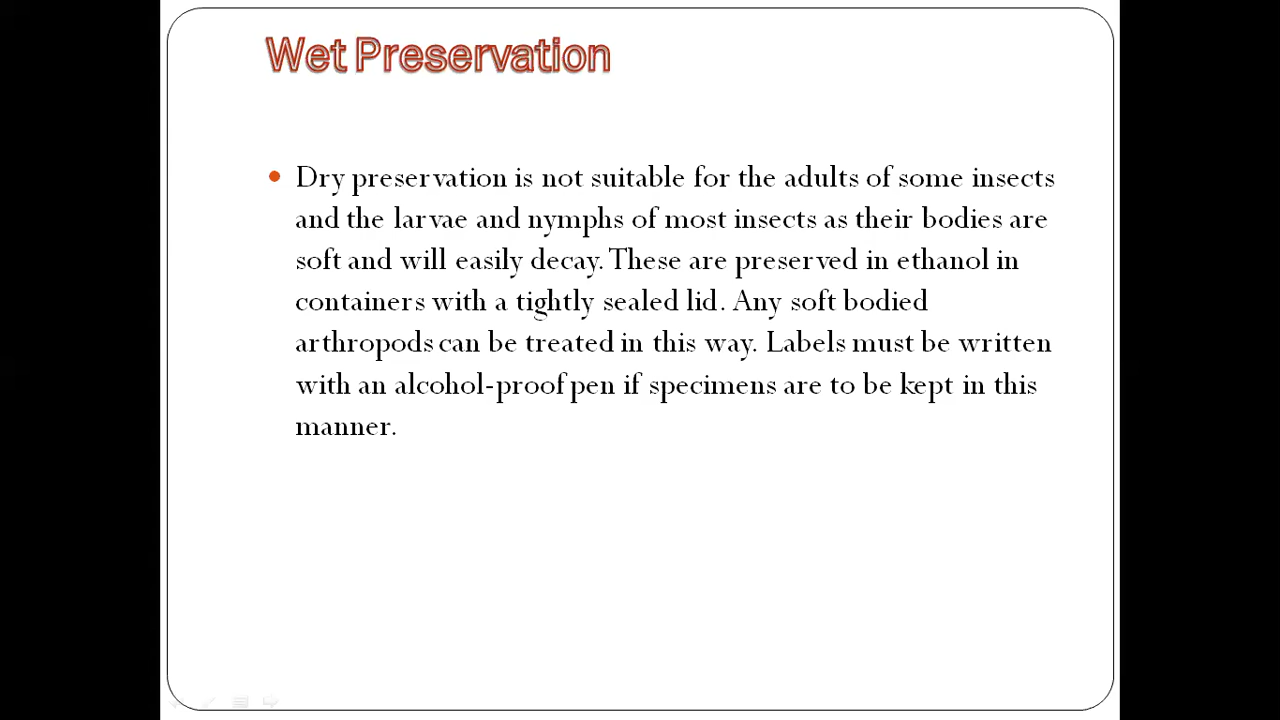 Wet Preservation
Dry preservation is not suitable for the adults of some insects
and the larvae and nymphs of most insects as their bodies are
soft and will easily decay. These are preserved in ethanol in
containers with a tightly sealed lid. Any soft bodied
arthropods can be treated in this way. Labels must be written
with an alcohol-proof pen if specimens are to be kept in this
manner.